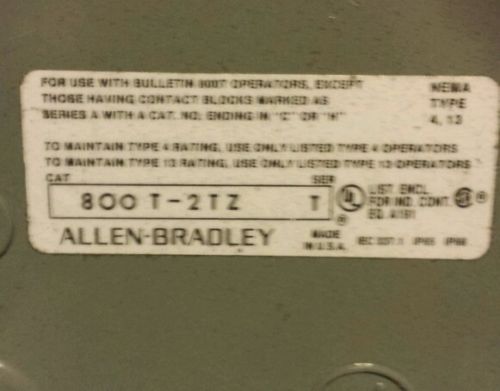 FOR USE WITH BULLETIN 800T OPERATORS, EXCEPT
THOSE HAVING CONTACT BLOCKS MARKED AS
SERIES A WITH A CAT. NO. ENDING IN "C" OR "H"
NEMA
TYPE
4, 13
TO MAINTAIN TYPE 4 RATING, USE ONLY LISTED TYPE 4 OPERATORS
TO MAINTAIN TYPE 13 RATING, USE ONLY LISTED TYPE 13 OPERATORS
CAT SER
800T-2TZ T
UL LIST. ENCL.
FOR IND. CONT.
EQ.
ALLEN-BRADLEY
MADE
IN U.S.A.
IP65 IP66